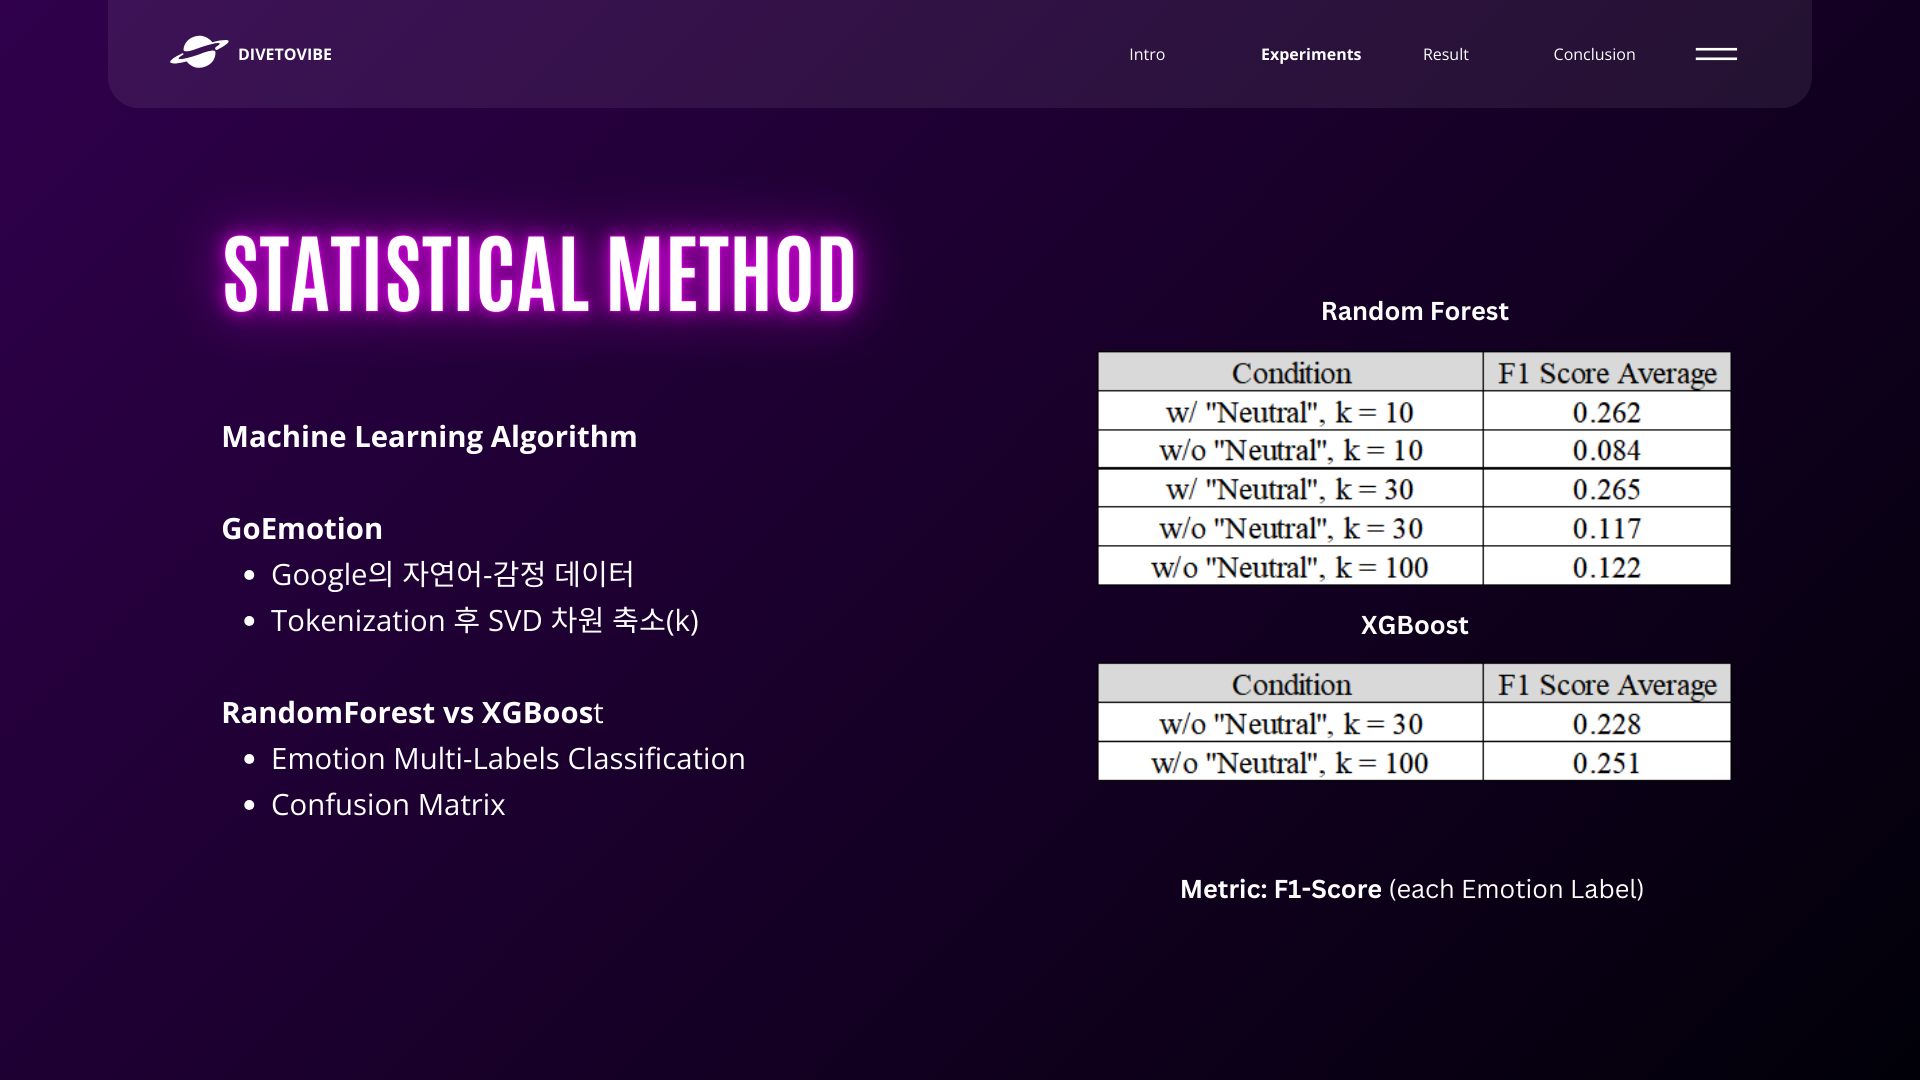 DIVETOVIBE
Intro
Experiments
Result
Conclusion
STATISTICAL METHOD
Machine Learning Algorithm
GoEmotion
• Google의 자연어-감정 데이터
• Tokenization 후 SVD 차원 축소(k)
RandomForest vs XGBoost
• Emotion Multi-Labels Classification
• Confusion Matrix
Random Forest
Condition F1 Score Average
w/ "Neutral", k = 10 0.262
w/o "Neutral", k = 10 0.084
w/ "Neutral", k = 30 0.265
w/o "Neutral", k = 30 0.117
w/o "Neutral", k = 100 0.122
XGBoost
Condition F1 Score Average
w/o "Neutral", k = 30 0.228
w/o "Neutral", k = 100 0.251
Metric: F1-Score (each Emotion Label)